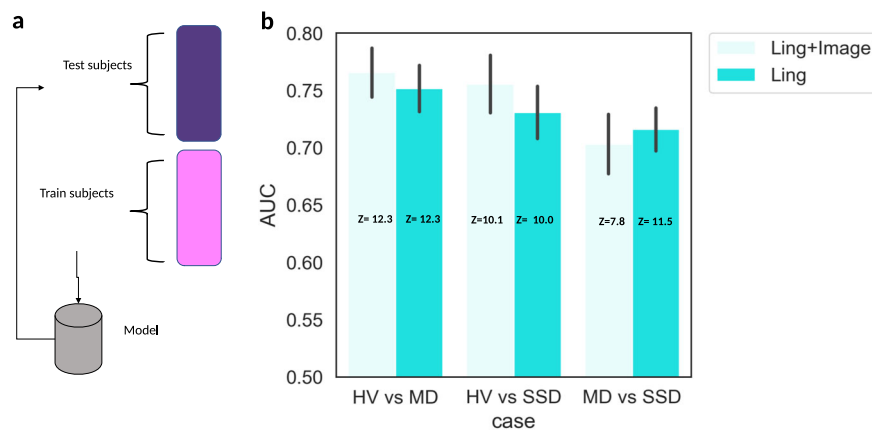 a
Test subjects
Train subjects
Model
b
0.80
0.75
0.70
0.65
0.60
0.55
0.50
AUC
Z= 12.3
Z= 12.3
Z=10.1
Z= 10.0
Z=7.8
Z= 11.5
HV vs MD
HV vs SSD
MD vs SSD
case
Ling+Image
Ling